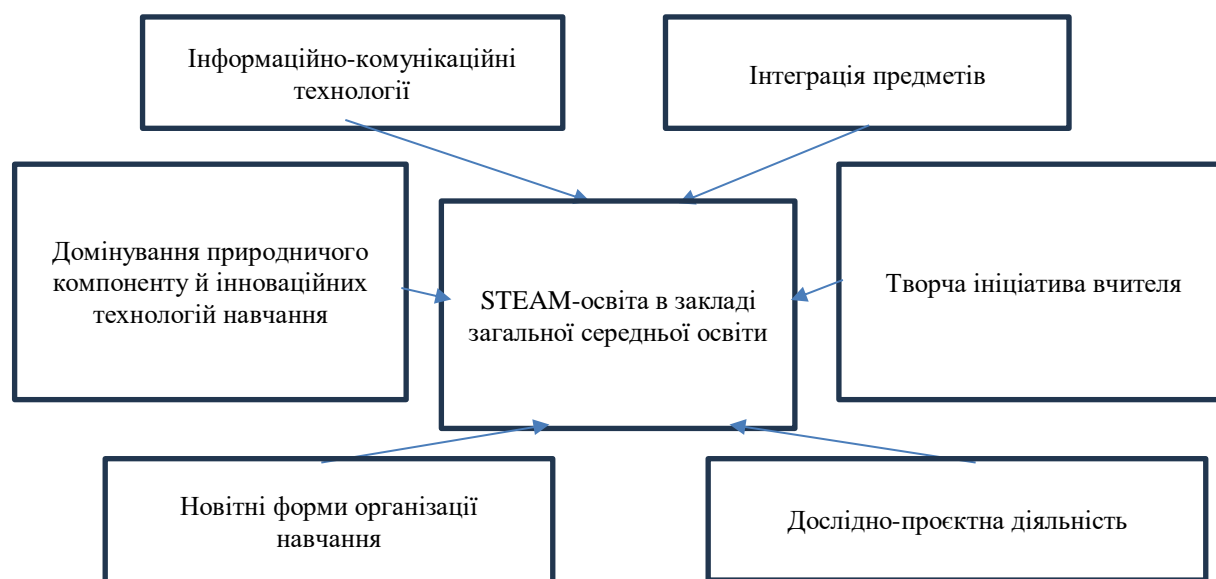 Інформаційно-комунікаційні
технології
Інтеграція предметів
Домінування природничого
компоненту й інноваційних
технологій навчання
STEAM-освіта в закладі
загальної середньої освіти
Творча ініціатива вчителя
Новітні форми організації
навчання
Дослідно-проєктна діяльність